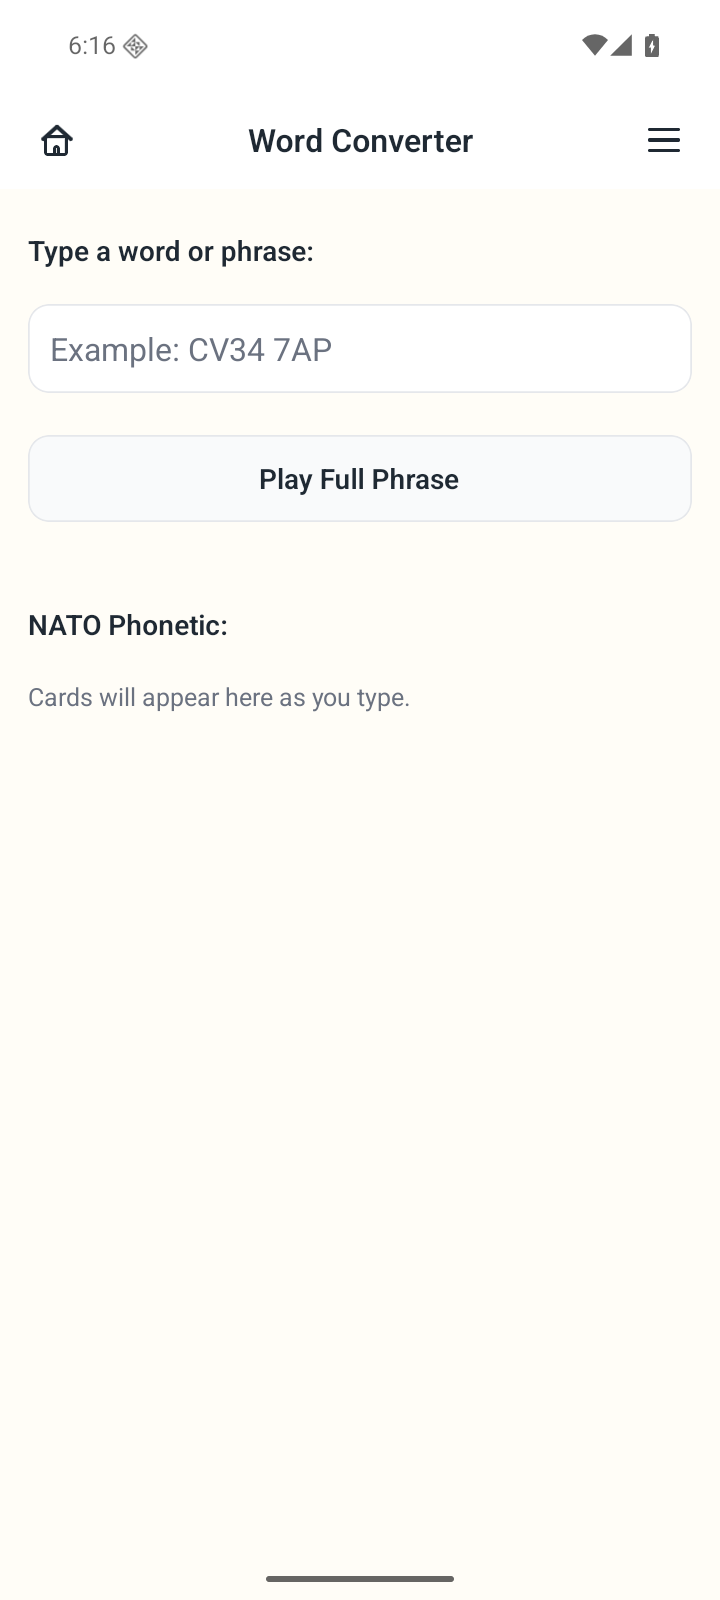 6:16
Word Converter
Type a word or phrase:
Example: CV34 7AP
Play Full Phrase
NATO Phonetic:
Cards will appear here as you type.